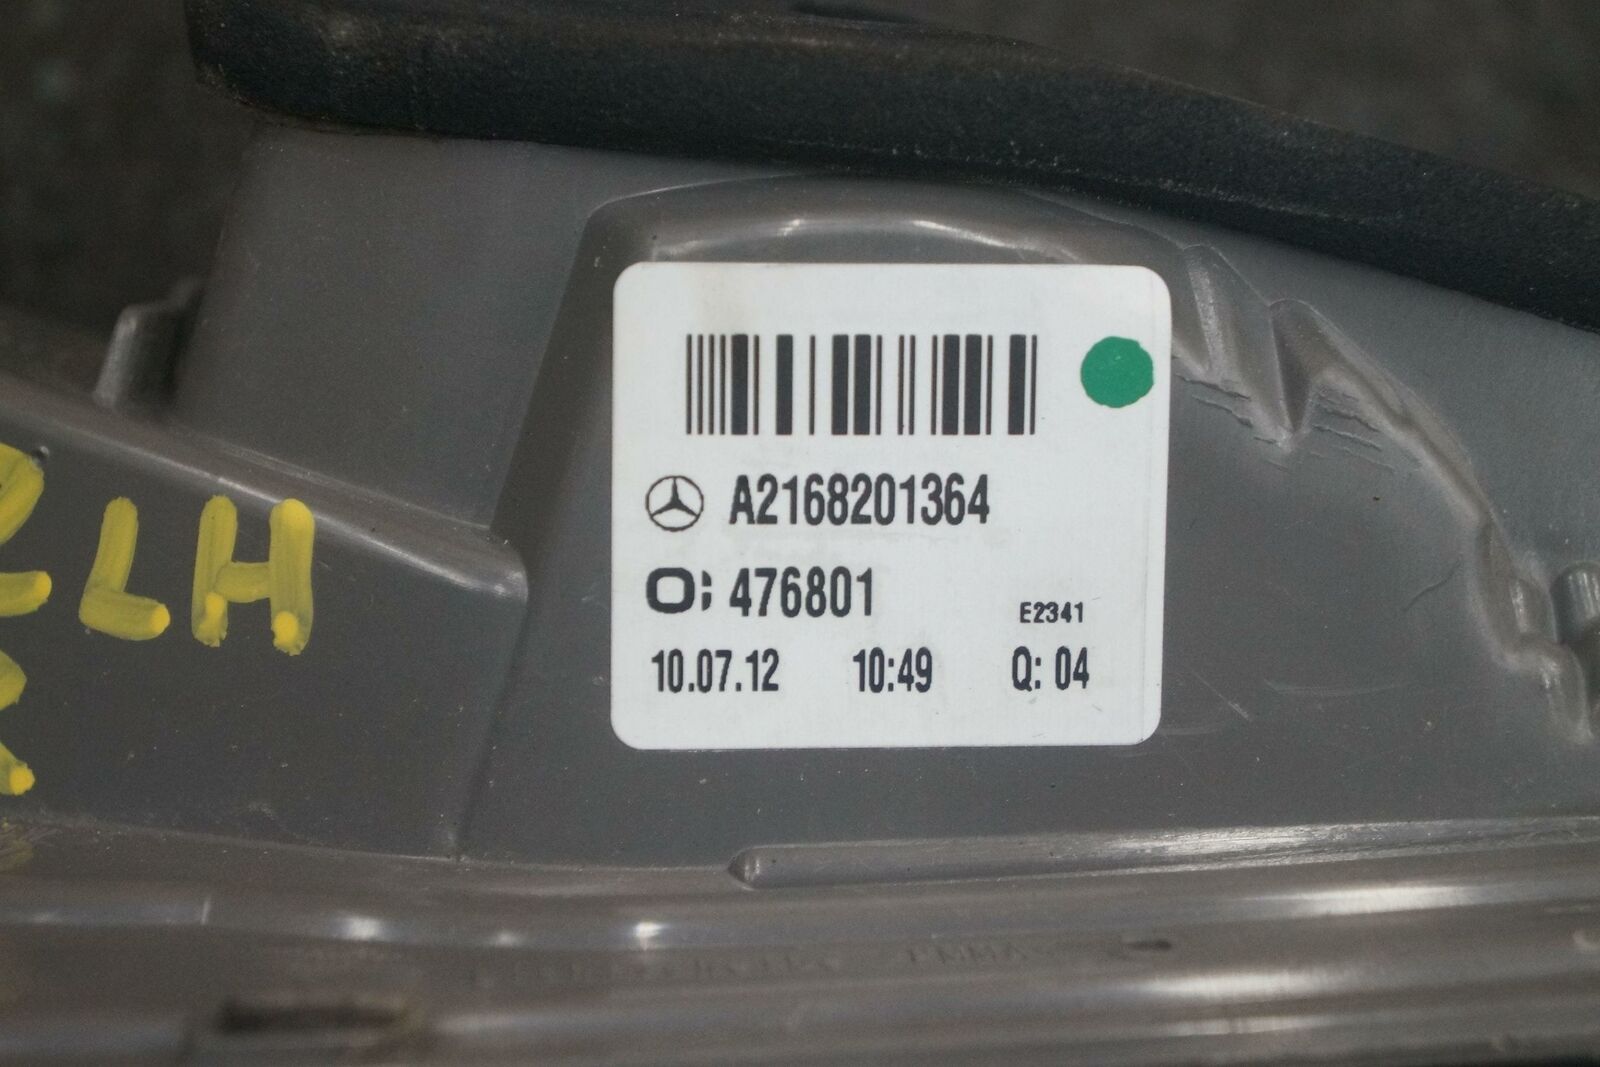 A2168201364
O; 476801
E2341
10.07.12 10:49 Q: 04
LH